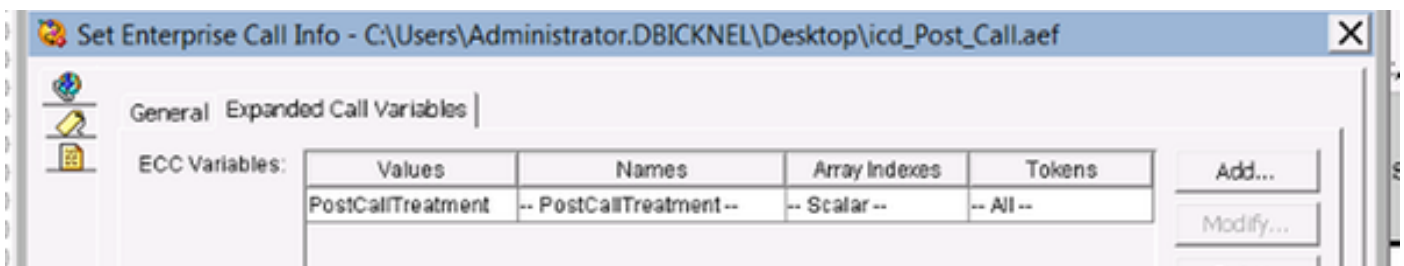 Set Enterprise Call Info - C:\Users\Administrator.DBICKNEL\Desktop\icd_Post_Call.aef
General Expanded Call Variables
ECC Variables: Values Names Array Indexes Tokens Add...
PostCallTreatment -- PostCallTreatment -- -- Scalar -- -- All --
Modify...